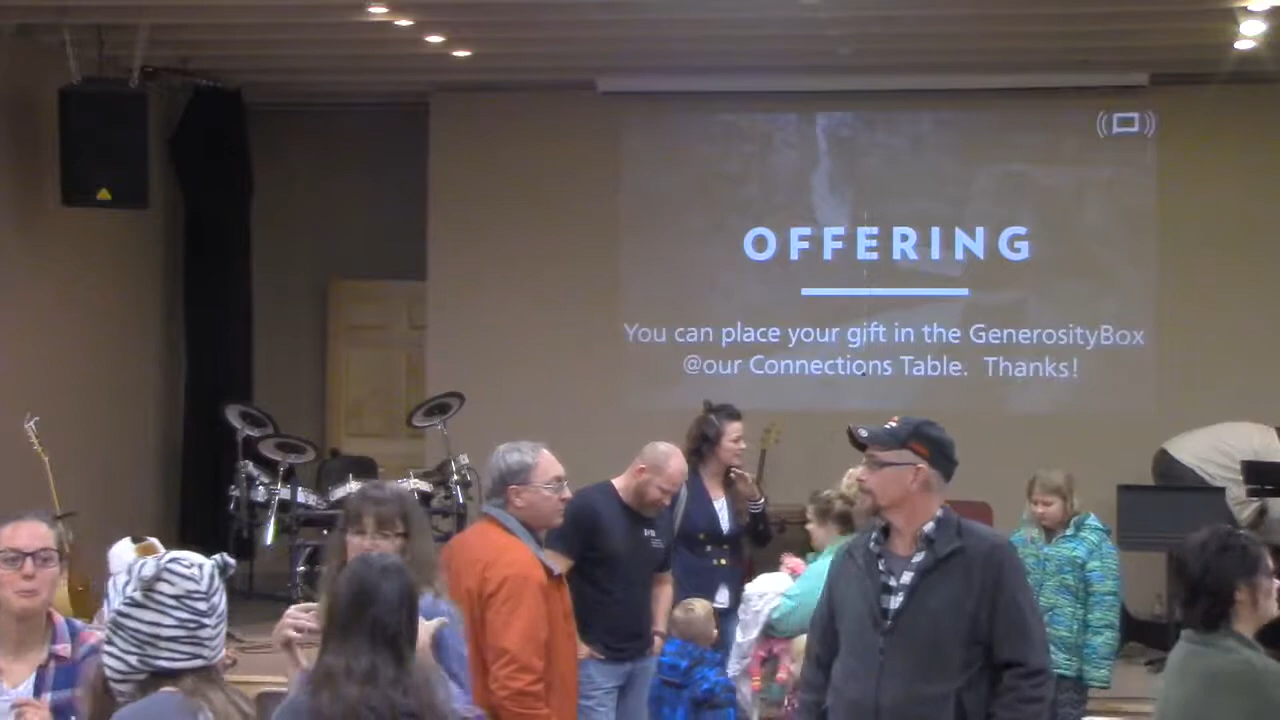 OFFERING
You can place your gift in the GenerosityBox
@our Connections Table. Thanks!